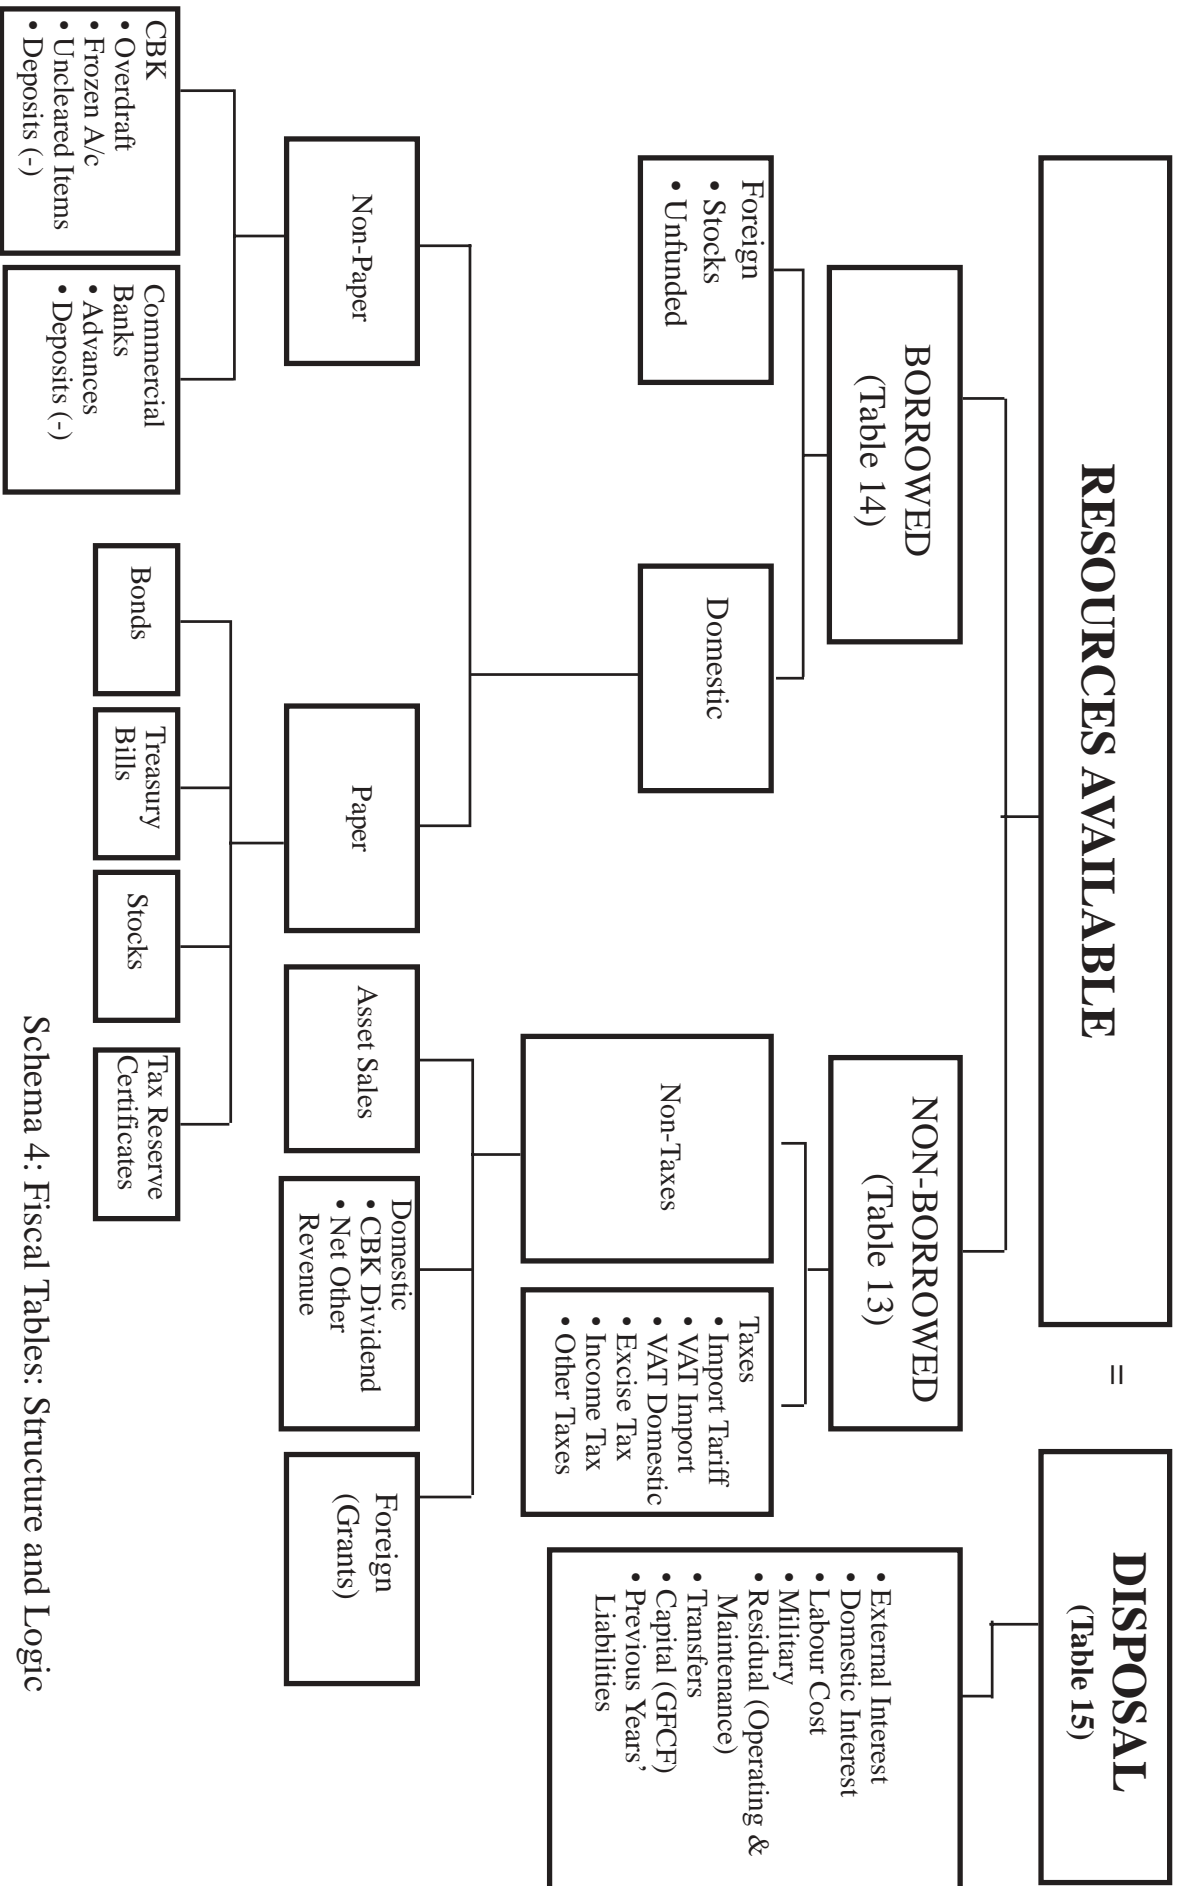 RESOURCES AVAILABLE
=
DISPOSAL
(Table 15)
BORROWED
(Table 14)
NON-BORROWED
(Table 13)
• External Interest
• Domestic Interest
• Labour Cost
• Military
• Residual (Operating &
Maintenance)
• Transfers
• Capital (GFCF)
• Previous Years’
Liabilities
Foreign
• Stocks
• Unfunded
Domestic
Non-Taxes
Taxes
• Import Tariff
• VAT Import
• VAT Domestic
• Excise Tax
• Income Tax
• Other Taxes
Non-Paper
Paper
Asset Sales
Domestic
• CBK Dividend
• Net Other
Revenue
Foreign
(Grants)
CBK
• Overdraft
• Frozen A/c
• Uncleared Items
• Deposits (-)
Commercial
Banks
• Advances
• Deposits (-)
Bonds
Treasury
Bills
Stocks
Tax Reserve
Certificates
Schema 4: Fiscal Tables: Structure and Logic